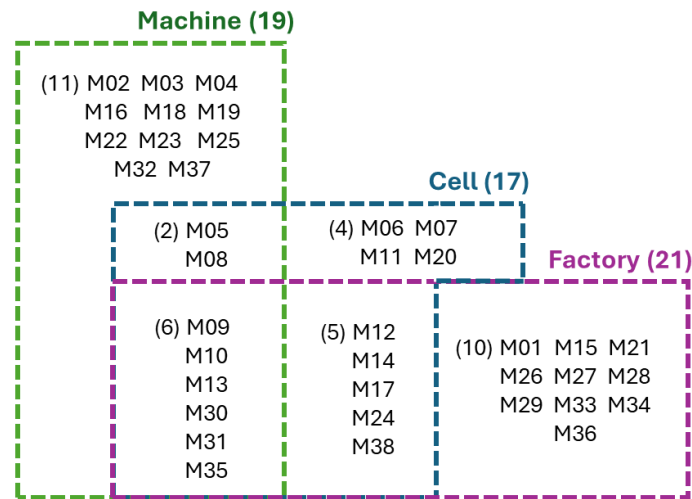 Machine (19)
(11) M02 M03 M04
M16 M18 M19
M22 M23 M25
M32 M37
Cell (17)
(2) M05
M08
(4) M06 M07
M11 M20
Factory (21)
(6) M09
M10
M13
M30
M31
M35
(5) M12
M14
M17
M24
M38
(10) M01 M15 M21
M26 M27 M28
M29 M33 M34
M36